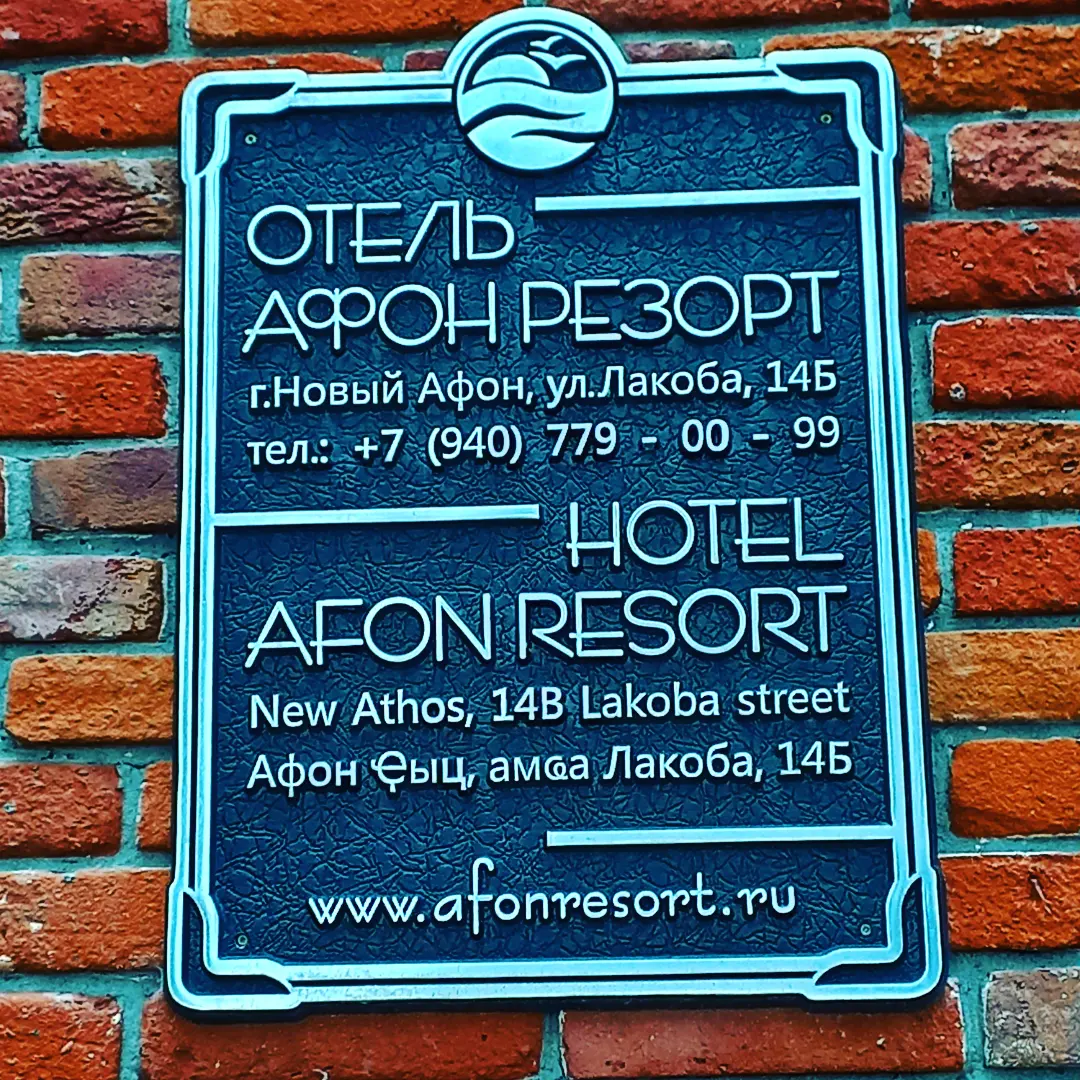 ОТЕЛЬ
АФОН РЕЗОРТ
г.Новый Афон, ул.Лакоба, 14Б
тел.: +7 (940) 779 - 00 - 99
HOTEL
AFON RESORT
New Athos, 14B Lakoba street
Афон Ҿыц, амҩа Лакоба, 14Б
www.afonresort.ru